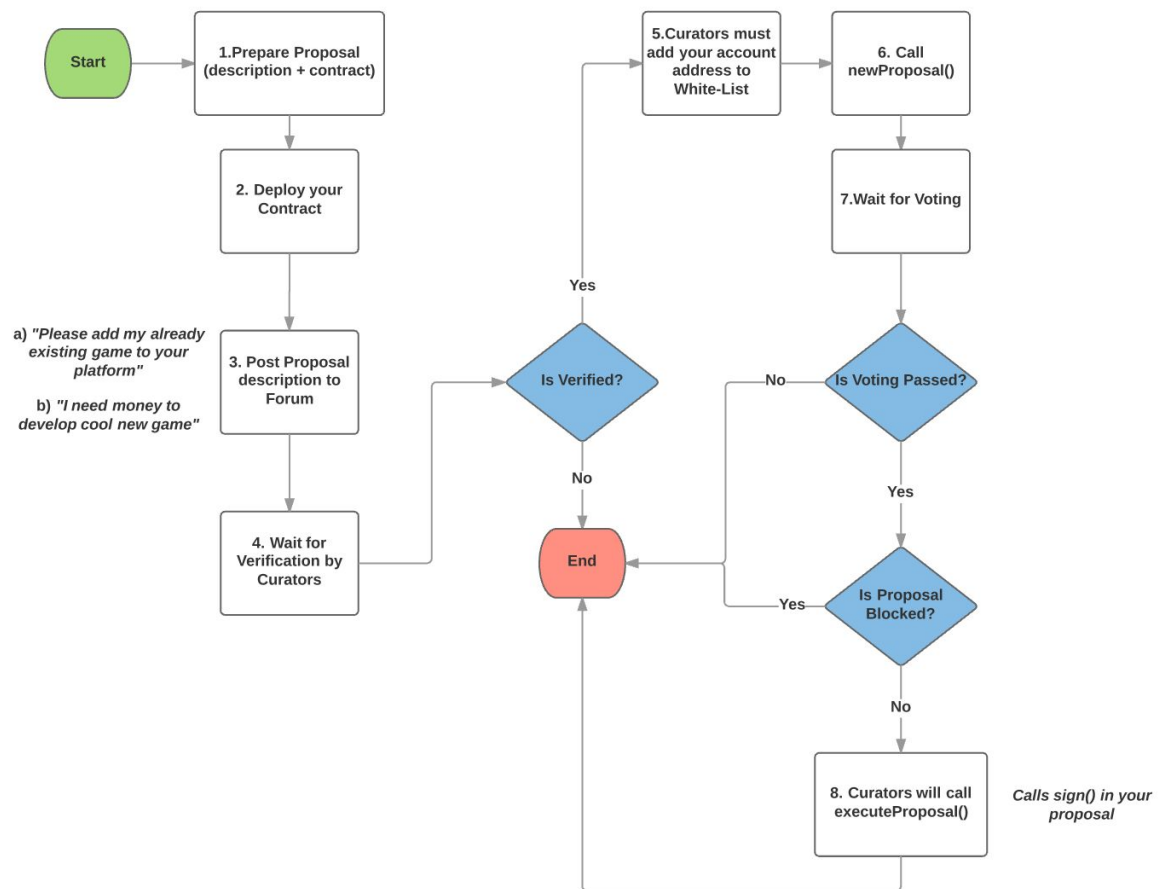 Start
1.Prepare Proposal
(description + contract)
2. Deploy your
Contract
a) "Please add my already
existing game to your
platform"
b) "I need money to
develop cool new game"
3. Post Proposal
description to
Forum
4. Wait for
Verification by
Curators
Is Verified?
Yes
No
End
5.Curators must
add your account
address to
White-List
6. Call
newProposal()
7.Wait for Voting
Is Voting Passed?
No
Yes
Is Proposal
Blocked?
Yes
No
8. Curators will call
executeProposal()
Calls sign() in your
proposal